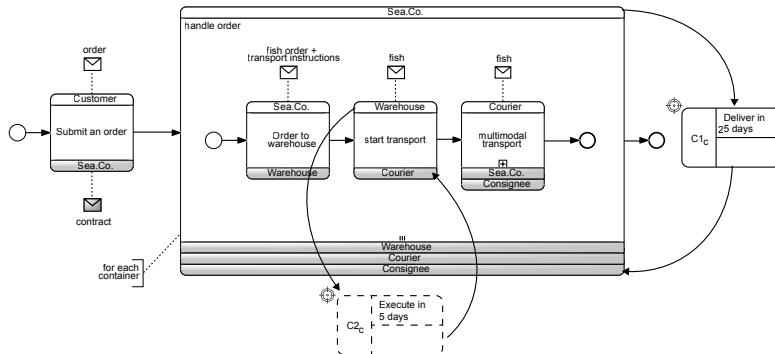 Sea.Co.
handle order
order
Customer
Submit an order
Sea.Co.
contract
fish order +
transport instructions
Sea.Co.
Order to
warehouse
Warehouse
fish
Warehouse
start transport
Courier
fish
Courier
multimodal
transport
Sea.Co.
Consignee
Warehouse
Courier
Consignee
for each
container
C1c
Deliver in
25 days
C2c
Execute in
5 days